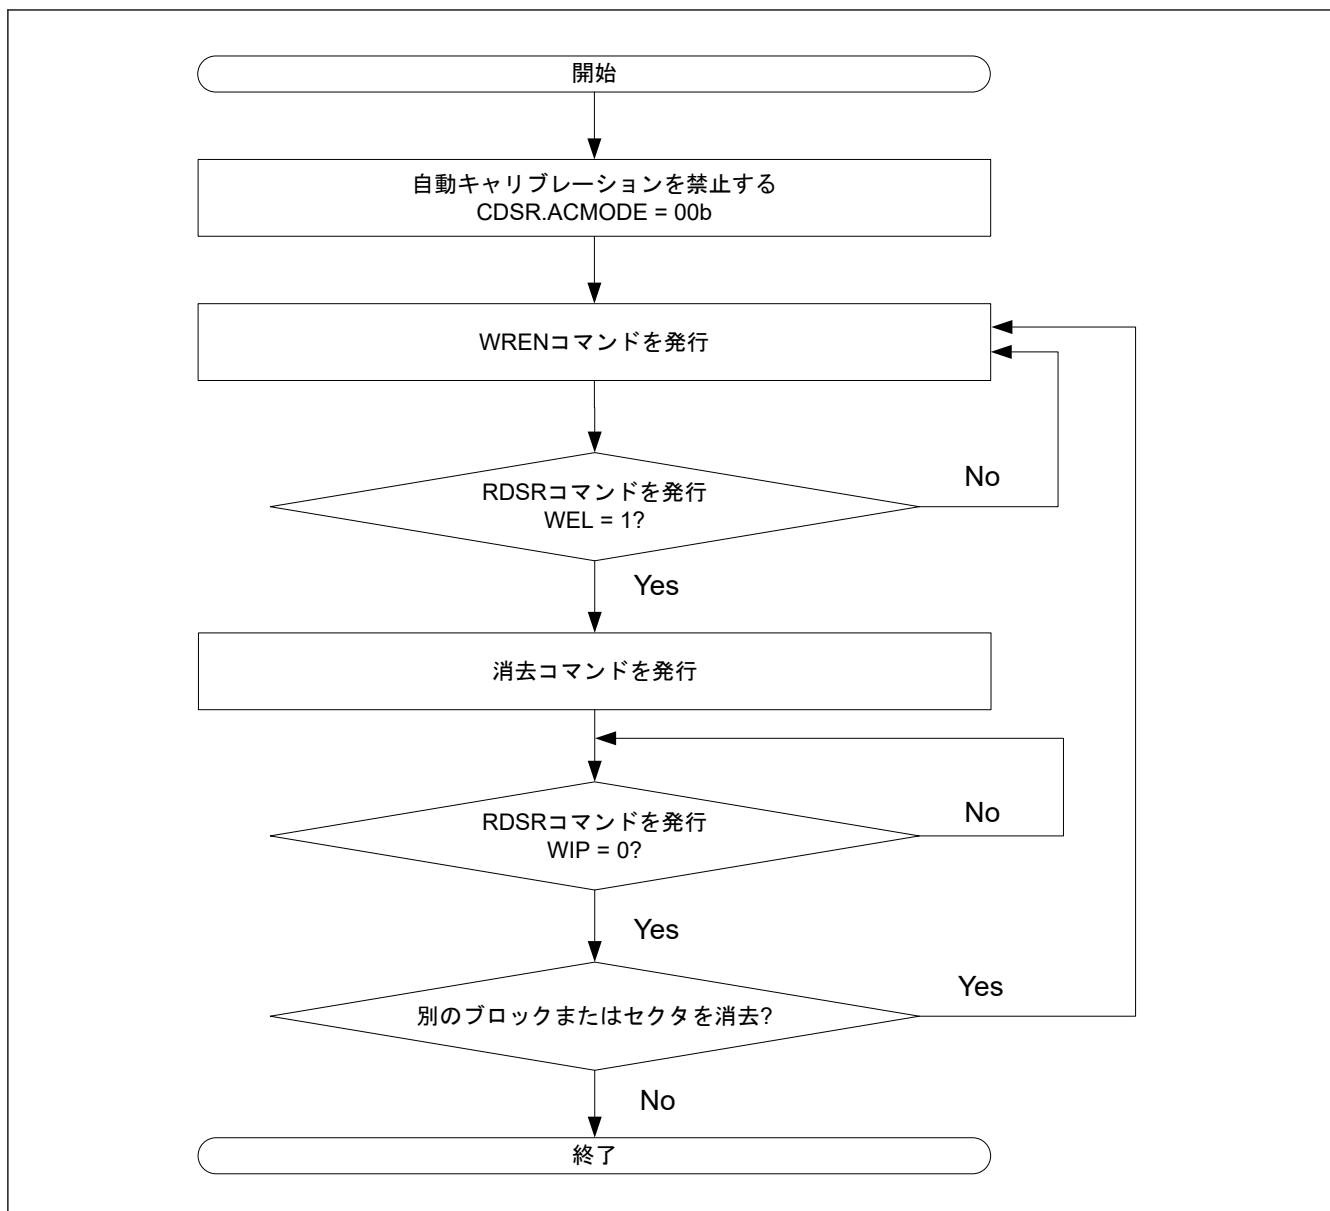 開始
自動キャリブレーションを禁止する
CDSR.ACMODE = 00b
WRENコマンドを発行
RDSRコマンドを発行
WEL = 1?
No
Yes
消去コマンドを発行
RDSRコマンドを発行
WIP = 0?
No
Yes
別のブロックまたはセクタを消去?
Yes
No
終了